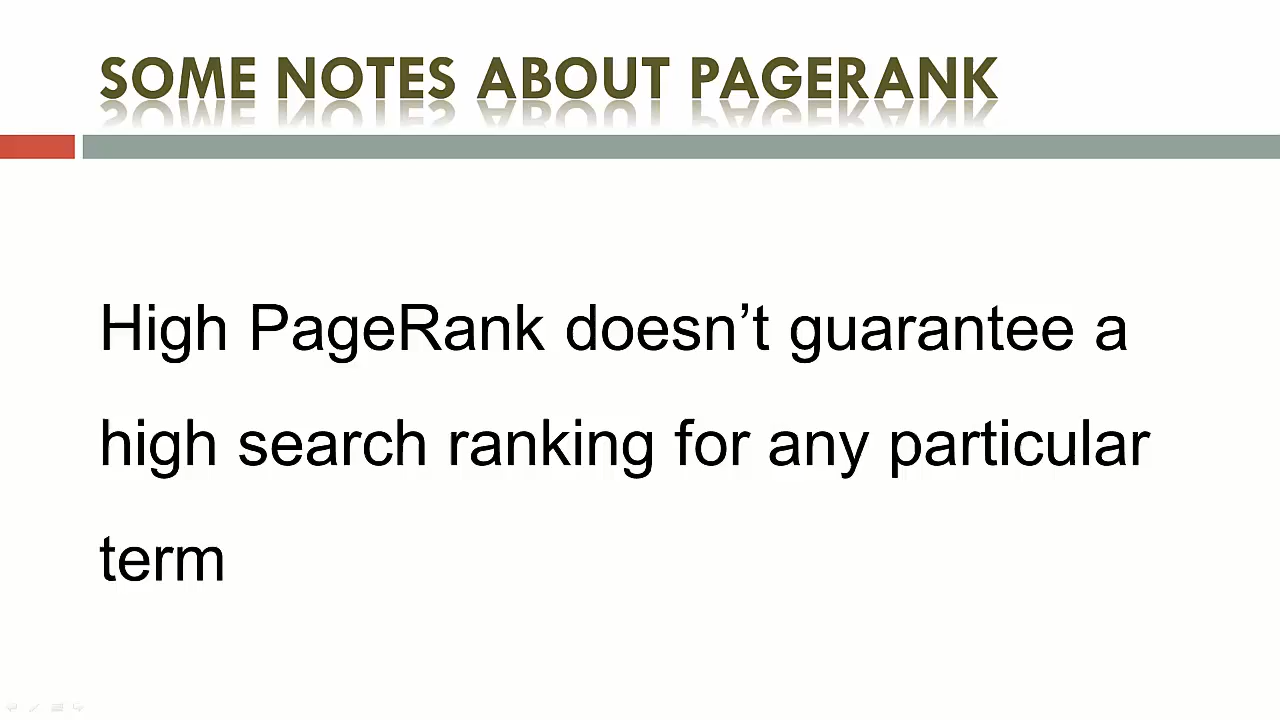 SOME NOTES ABOUT PAGERANK
High PageRank doesn’t guarantee a
high search ranking for any particular
term